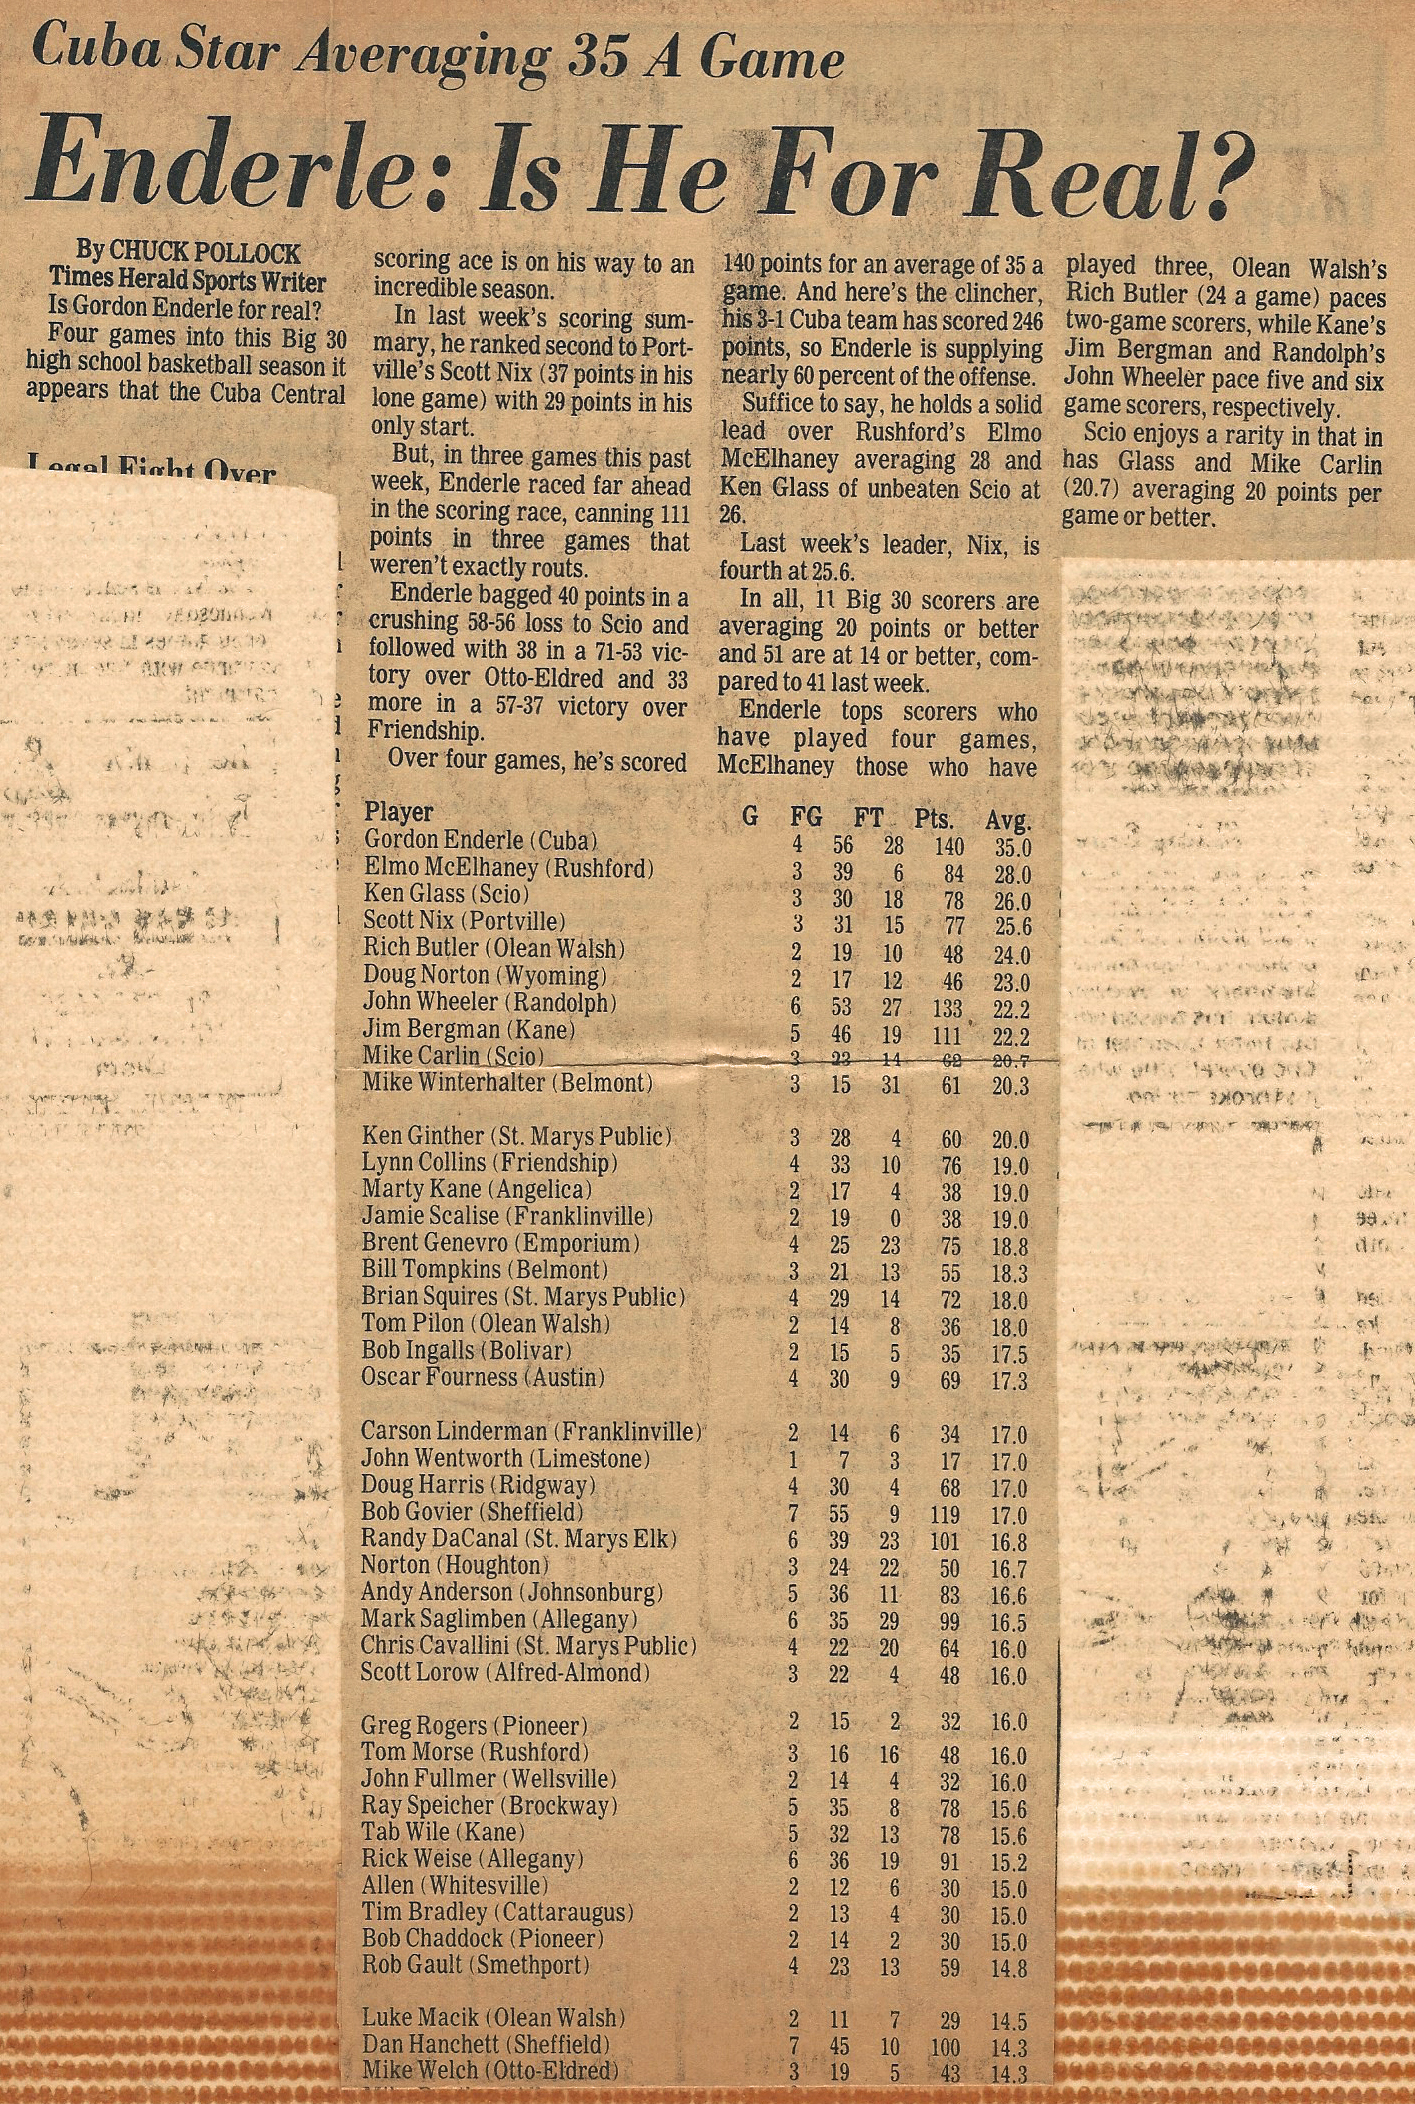 Cuba Star Averaging 35 A Game
Enderle: Is He For Real?
By CHUCK POLLOCK
Times Herald Sports Writer
Is Gordon Enderle for real?
Four games into this Big 30
high school basketball season it
appears that the Cuba Central
Legal Fight Over
scoring ace is on his way to an
incredible season.
In last week's scoring sum-
mary, he ranked second to Port-
ville's Scott Nix (37 points in his
lone game) with 29 points in his
only start.
But, in three games this past
week, Enderle raced far ahead
in the scoring race, canning 111
points in three games that
weren't exactly routs.
Enderle bagged 40 points in a
crushing 58-56 loss to Scio and
followed with 38 in a 71-53 vic-
tory over Otto-Eldred and 33
more in a 57-37 victory over
Friendship.
Over four games, he's scored
140 points for an average of 35 a
game. And here's the clincher,
his 3-1 Cuba team has scored 246
points, so Enderle is supplying
nearly 60 percent of the offense.
Suffice to say, he holds a solid
lead over Rushford's Elmo
McElhaney averaging 28 and
Ken Glass of unbeaten Scio at
26.
Last week's leader, Nix, is
fourth at 25.6.
In all, 11 Big 30 scorers are
averaging 20 points or better
and 51 are at 14 or better, com-
pared to 41 last week.
Enderle tops scorers who
have played four games,
McElhaney those who have
played three, Olean Walsh's
Rich Butler (24 a game) paces
two-game scorers, while Kane's
Jim Bergman and Randolph's
John Wheeler pace five and six
game scorers, respectively.
Scio enjoys a rarity in that in
has Glass and Mike Carlin
(20.7) averaging 20 points per
game or better.
Player G FG FT Pts. Avg.
Gordon Enderle (Cuba) 4 56 28 140 35.0
Elmo McElhaney (Rushford) 3 39 6 84 28.0
Ken Glass (Scio) 3 30 18 78 26.0
Scott Nix (Portville) 3 31 15 77 25.6
Rich Butler (Olean Walsh) 2 19 10 48 24.0
Doug Norton (Wyoming) 2 17 12 46 23.0
John Wheeler (Randolph) 6 53 27 133 22.2
Jim Bergman (Kane) 5 46 19 111 22.2
Mike Carlin (Scio) 3 23 14 62 20.7
Mike Winterhalter (Belmont) 3 15 31 61 20.3
Ken Ginther (St. Marys Public) 3 28 4 60 20.0
Lynn Collins (Friendship) 4 33 10 76 19.0
Marty Kane (Angelica) 2 17 4 38 19.0
Jamie Scalise (Franklinville) 2 19 0 38 19.0
Brent Genevro (Emporium) 4 25 23 75 18.8
Bill Tompkins (Belmont) 3 21 13 55 18.3
Brian Squires (St. Marys Public) 4 29 14 72 18.0
Tom Pilon (Olean Walsh) 2 14 8 36 18.0
Bob Ingalls (Bolivar) 2 15 5 35 17.5
Oscar Fourness (Austin) 4 30 9 69 17.3
Carson Linderman (Franklinville) 2 14 6 34 17.0
John Wentworth (Limestone) 1 7 3 17 17.0
Doug Harris (Ridgway) 4 30 4 68 17.0
Bob Govier (Sheffield) 7 55 9 119 17.0
Randy DaCanal (St. Marys Elk) 6 39 23 101 16.8
Norton (Houghton) 3 24 22 50 16.7
Andy Anderson (Johnsonburg) 5 36 11 83 16.6
Mark Saglimben (Allegany) 6 35 29 99 16.5
Chris Cavallini (St. Marys Public) 4 22 20 64 16.0
Scott Lorow (Alfred-Almond) 3 22 4 48 16.0
Greg Rogers (Pioneer) 2 15 2 32 16.0
Tom Morse (Rushford) 3 16 16 48 16.0
John Fullmer (Wellsville) 2 14 4 32 16.0
Ray Speicher (Brockway) 5 35 8 78 15.6
Tab Wile (Kane) 5 32 13 78 15.6
Rick Weise (Allegany) 6 36 19 91 15.2
Allen (Whitesville) 2 12 6 30 15.0
Tim Bradley (Cattaraugus) 2 13 4 30 15.0
Bob Chaddock (Pioneer) 2 14 2 30 15.0
Rob Gault (Smethport) 4 23 13 59 14.8
Luke Macik (Olean Walsh) 2 11 7 29 14.5
Dan Hanchett (Sheffield) 7 45 10 100 14.3
Mike Welch (Otto-Eldred) 3 19 5 43 14.3